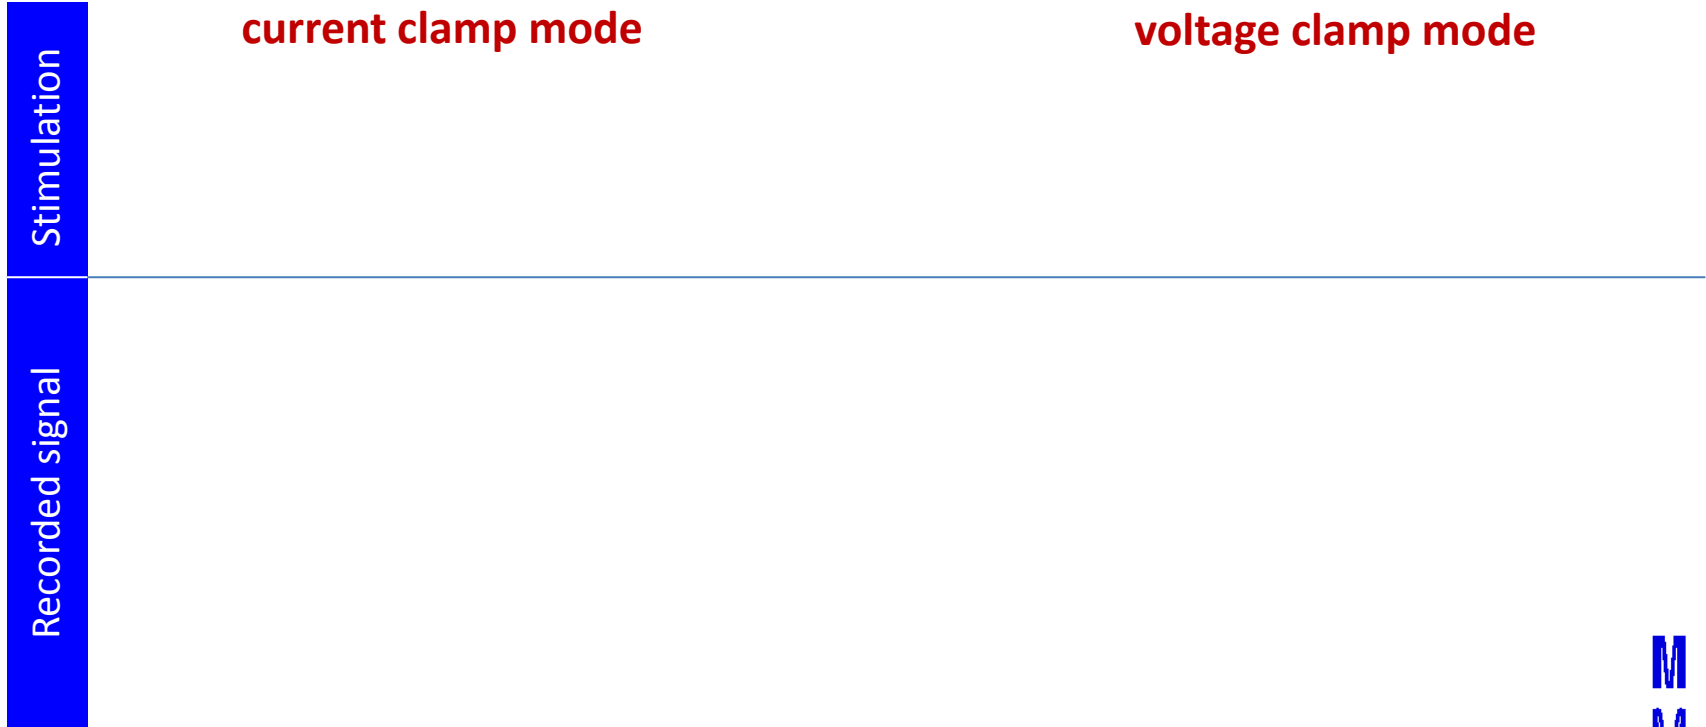 current clamp mode
voltage clamp mode
Stimulation
Recorded signal
M